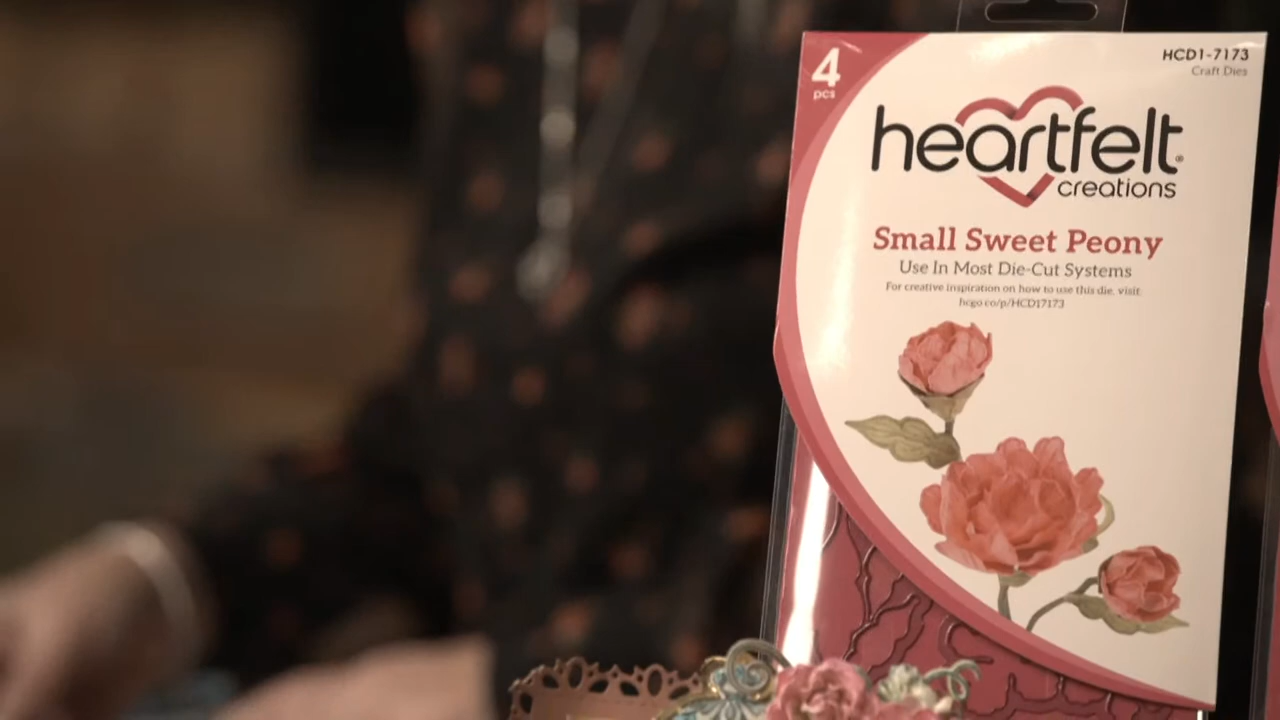 4
pcs
HCD1-7173
Craft Dies
heartfelt®
creations
Small Sweet Peony
Use In Most Die-Cut Systems
For creative inspiration on how to use this die, visit
hcgo.co/p/HCD17173